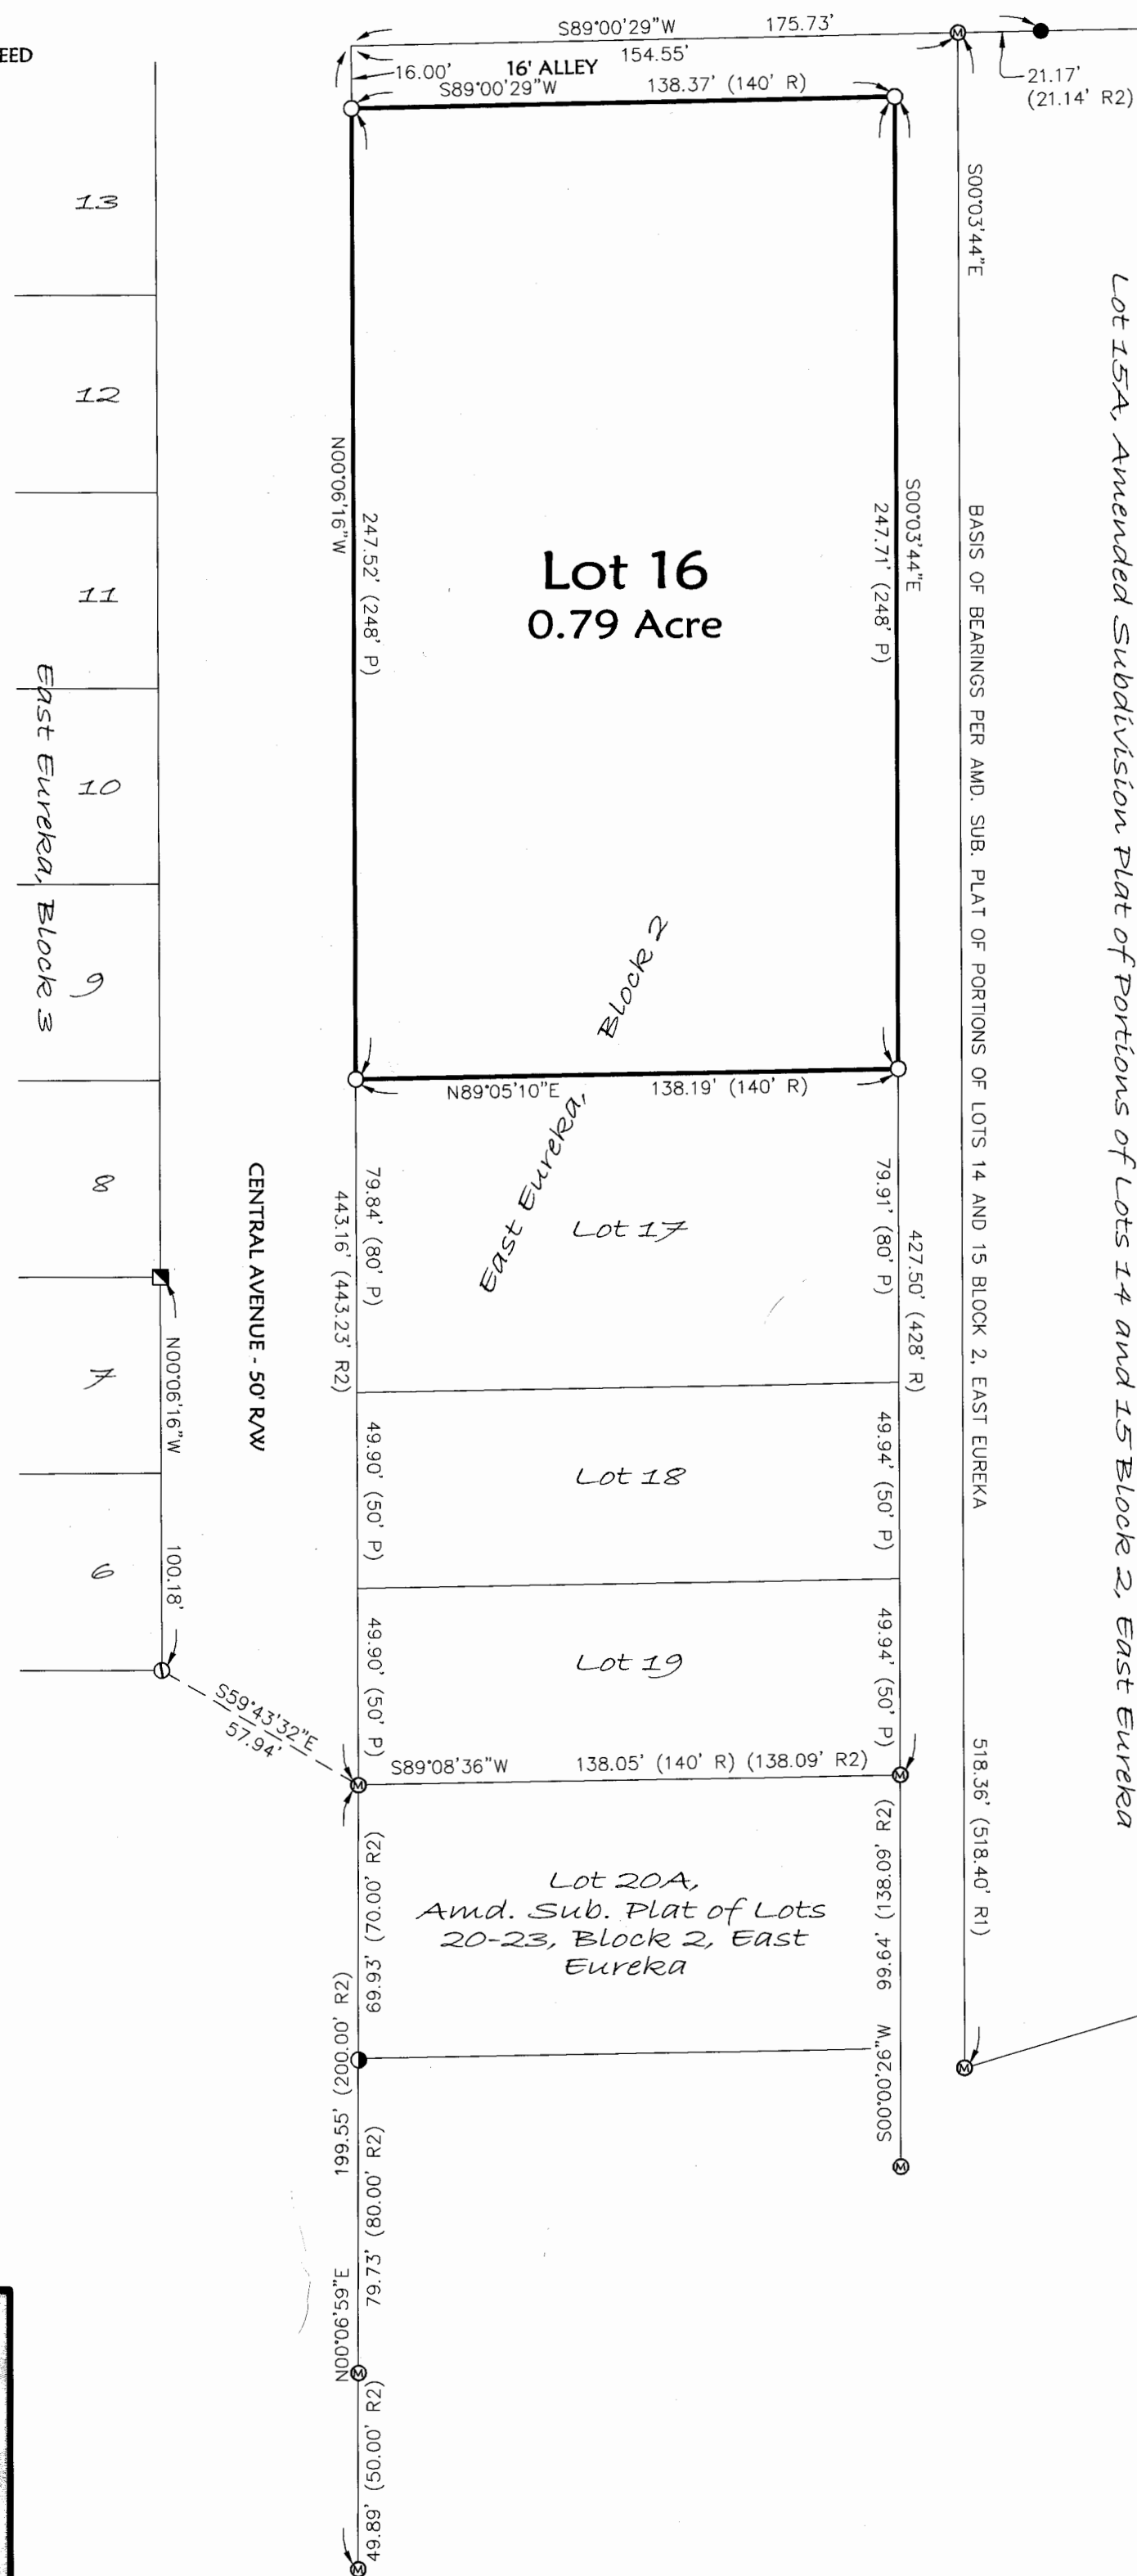 EED
S89°00'29"W 175.73'
154.55'
16.00'
16' ALLEY
S89°00'29"W 138.37' (140' R)
21.17'
(21.14' R2)
13
12
11
10
9
8
7
6
East Eureka, Block 3
N00°06'16"W
100.18'
S59°43'32"E
57.94'
CENTRAL AVENUE - 50' R/W
N00°06'16"W
247.52' (248' P)
Lot 16
0.79 Acre
S00°03'44"E
247.71' (248' P)
S00°03'44"E
BASIS OF BEARINGS PER AMD. SUB. PLAT OF PORTIONS OF LOTS 14 AND 15 BLOCK 2, EAST EUREKA
518.36' (518.40' R1)
Lot 15A, Amended Subdivision Plat of Portions of Lots 14 and 15 Block 2, East Eureka
East Eureka, Block 2
N89°05'10"E 138.19' (140' R)
79.84' (80' P)
443.16' (443.23' R2)
Lot 17
79.91' (80' P)
427.50' (428' R)
49.90' (50' P)
Lot 18
49.94' (50' P)
49.90' (50' P)
Lot 19
49.94' (50' P)
S89°08'36"W 138.05' (140' R) (138.09' R2)
Lot 20A,
Amd. Sub. Plat of Lots
20-23, Block 2, East
Eureka
69.93' (70.00' R2)
199.55' (200.00' R2)
S00°00'26"W 99.64' (138.09' R2)
79.73' (80.00' R2)
N00°06'59"E
49.89' (50.00' R2)
M
M
M
M
M
M
M